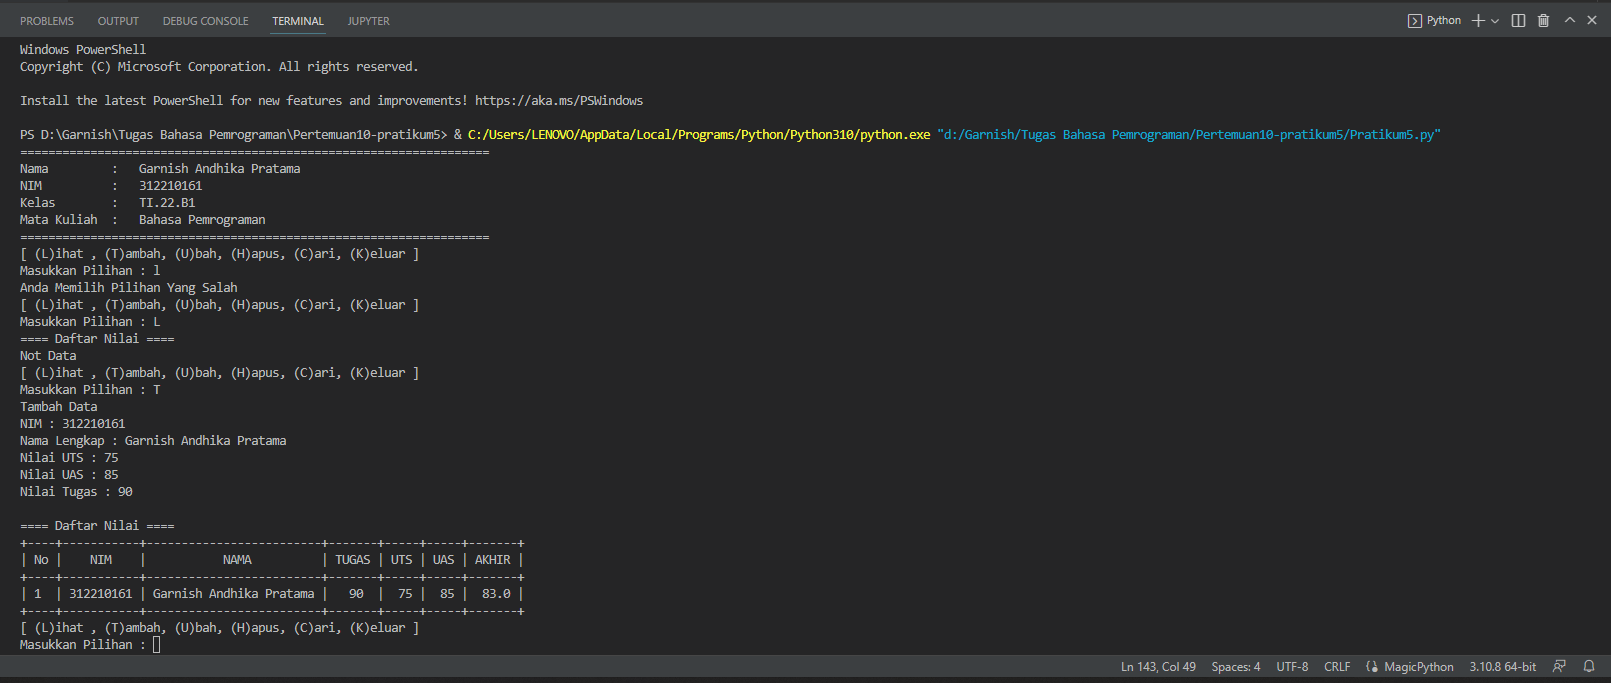 PROBLEMS OUTPUT DEBUG CONSOLE TERMINAL JUPYTER Python
Windows PowerShell
Copyright (C) Microsoft Corporation. All rights reserved.
Install the latest PowerShell for new features and improvements! https://aka.ms/PSWindows
PS D:\Garnish\Tugas Bahasa Pemrograman\Pertemuan10-pratikum5> & C:/Users/LENOVO/AppData/Local/Programs/Python/Python310/python.exe "d:/Garnish/Tugas Bahasa Pemrograman/Pertemuan10-pratikum5/Pratikum5.py"
===================================================================
Nama         :   Garnish Andhika Pratama
NIM          :   312210161
Kelas        :   TI.22.B1
Mata Kuliah  :   Bahasa Pemrograman
===================================================================
[ (L)ihat , (T)ambah, (U)bah, (H)apus, (C)ari, (K)eluar ]
Masukkan Pilihan : l
Anda Memilih Pilihan Yang Salah
[ (L)ihat , (T)ambah, (U)bah, (H)apus, (C)ari, (K)eluar ]
Masukkan Pilihan : L
==== Daftar Nilai ====
Not Data
[ (L)ihat , (T)ambah, (U)bah, (H)apus, (C)ari, (K)eluar ]
Masukkan Pilihan : T
Tambah Data
NIM : 312210161
Nama Lengkap : Garnish Andhika Pratama
Nilai UTS : 75
Nilai UAS : 85
Nilai Tugas : 90
==== Daftar Nilai ====
+----+-----------+-------------------------+-------+-----+-----+-------+
| No |    NIM    |           NAMA          | TUGAS | UTS | UAS | AKHIR |
+----+-----------+-------------------------+-------+-----+-----+-------+
| 1  | 312210161 | Garnish Andhika Pratama |   90  |  75 |  85 |  83.0 |
+----+-----------+-------------------------+-------+-----+-----+-------+
[ (L)ihat , (T)ambah, (U)bah, (H)apus, (C)ari, (K)eluar ]
Masukkan Pilihan :
Ln 143, Col 49 Spaces: 4 UTF-8 CRLF MagicPython 3.10.8 64-bit